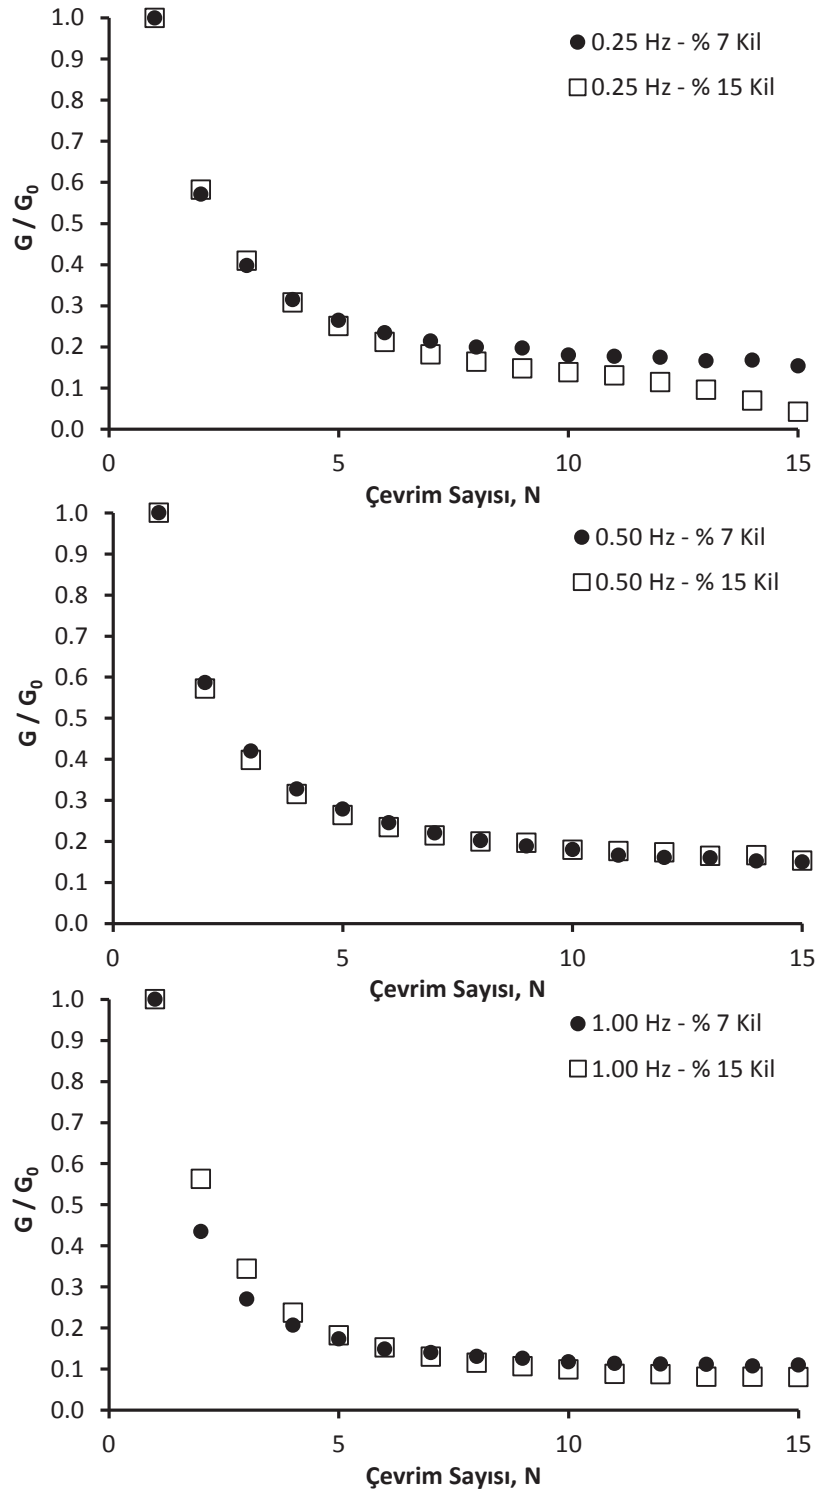 1.0
0.9
0.8
0.7
0.6
0.5
0.4
0.3
0.2
0.1
0.0
G / G₀
0.25 Hz - % 7 Kil
0.25 Hz - % 15 Kil
0 5 10 15
Çevrim Sayısı, N
1.0
0.9
0.8
0.7
0.6
0.5
0.4
0.3
0.2
0.1
0.0
G / G₀
0.50 Hz - % 7 Kil
0.50 Hz - % 15 Kil
0 5 10 15
Çevrim Sayısı, N
1.0
0.9
0.8
0.7
0.6
0.5
0.4
0.3
0.2
0.1
0.0
G / G₀
1.00 Hz - % 7 Kil
1.00 Hz - % 15 Kil
0 5 10 15
Çevrim Sayısı, N